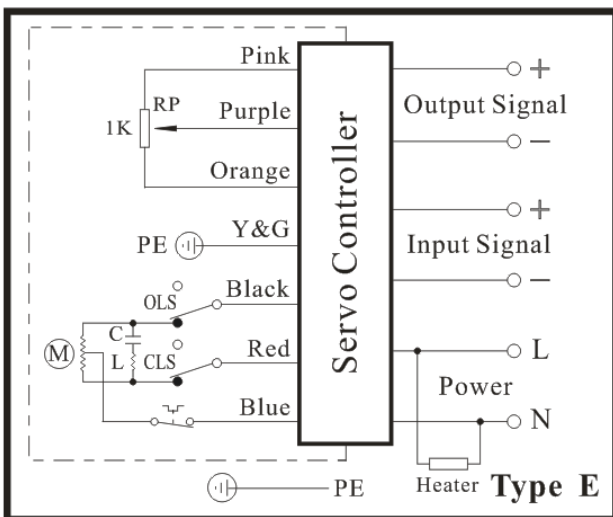 Pink
RP
1K
Purple
Orange
Y&G
PE
Black
OLS
C
M
L
CLS
Red
Blue
Servo Controller
+
Output Signal
−
+
Input Signal
−
L
Power
N
Heater
Type E
PE